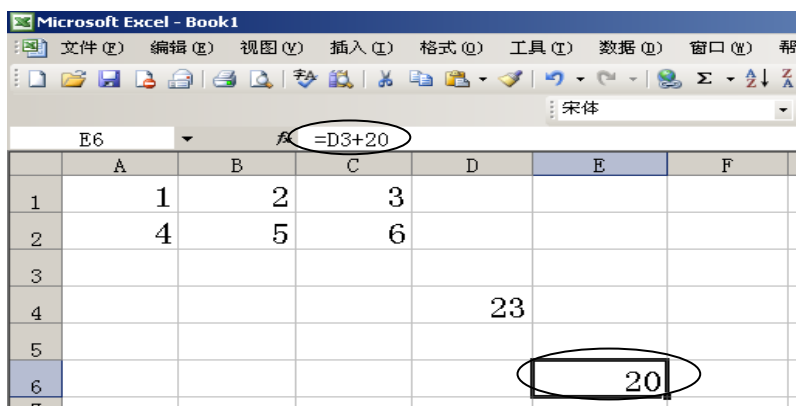 Microsoft Excel - Book1
文件(F) 编辑(E) 视图(V) 插入(I) 格式(O) 工具(T) 数据(D) 窗口(W) 帮
宋体
E6 fx =D3+20
A B C D E F
1 1 2 3
2 4 5 6
3
4 23
5
6 20